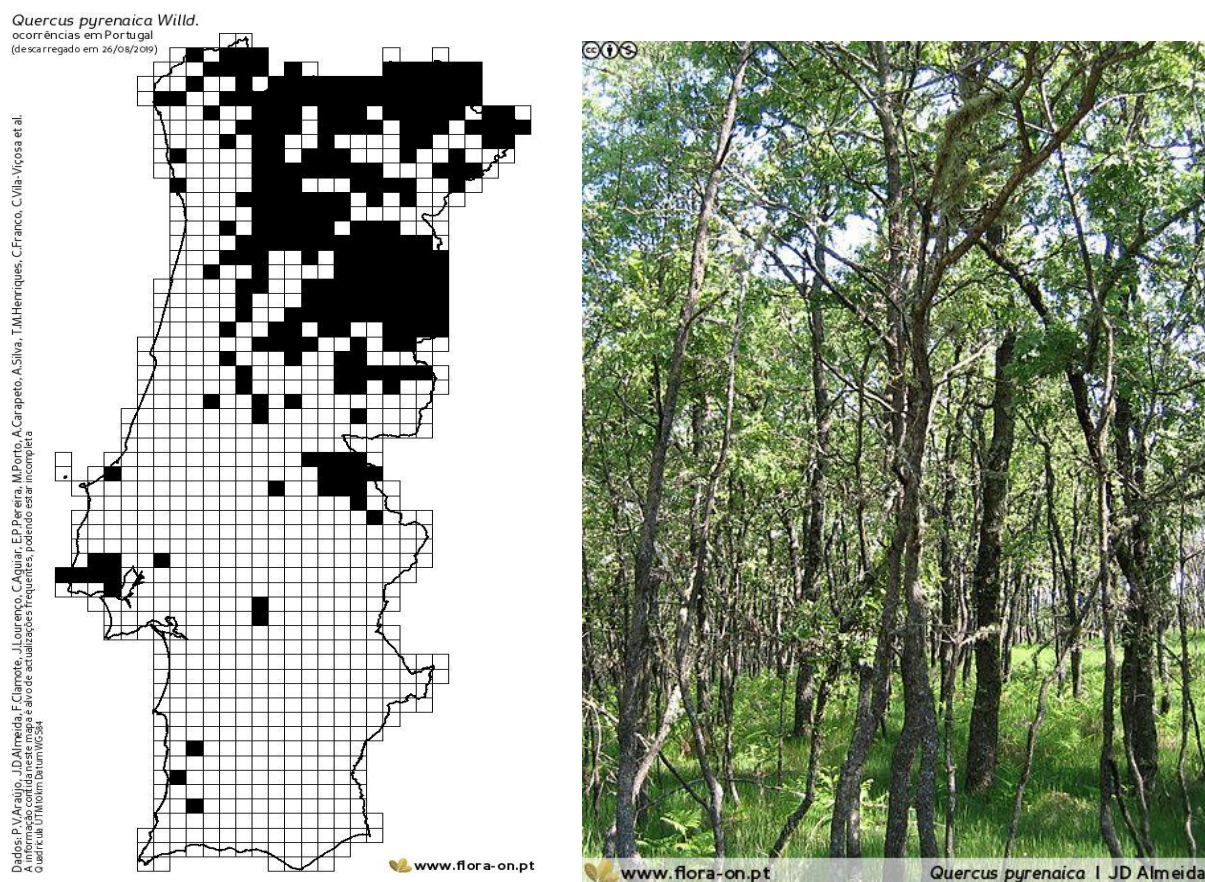 Quercus pyrenaica Willd.
ocorrências em Portugal
(descarregado em 26/08/2019)
Dados: P.V.Araújo, J.D.Almeida, F.Clamote, J.Lourenço, C.Aguiar, E.P.Pereira, M.Porto, A.Carapeto, A.Silva, T.M.Henriques, C.Franco, C.Vila-Viçosa et al.
A informação contida neste mapa é alvo de actualizações frequentes, podendo estar incompleta
Quadrícula UTM 10km Datum WGS84
www.flora-on.pt
www.flora-on.pt
Quercus pyrenaica | JD Almeida